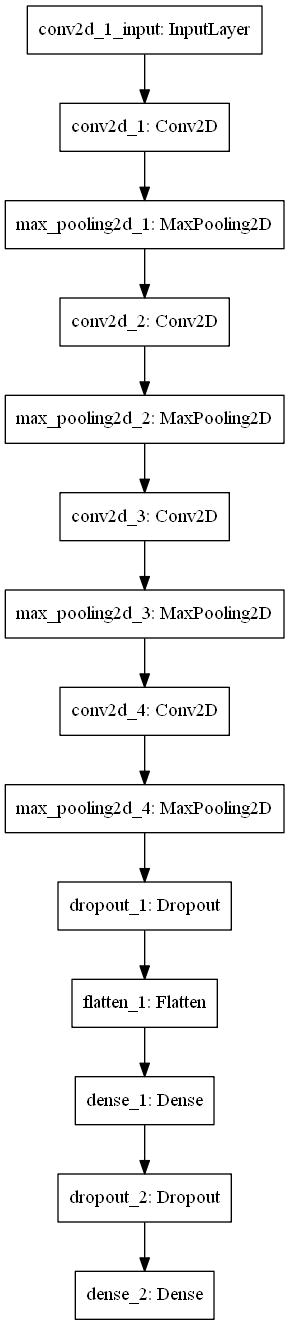 conv2d_1_input: InputLayer
conv2d_1: Conv2D
max_pooling2d_1: MaxPooling2D
conv2d_2: Conv2D
max_pooling2d_2: MaxPooling2D
conv2d_3: Conv2D
max_pooling2d_3: MaxPooling2D
conv2d_4: Conv2D
max_pooling2d_4: MaxPooling2D
dropout_1: Dropout
flatten_1: Flatten
dense_1: Dense
dropout_2: Dropout
dense_2: Dense